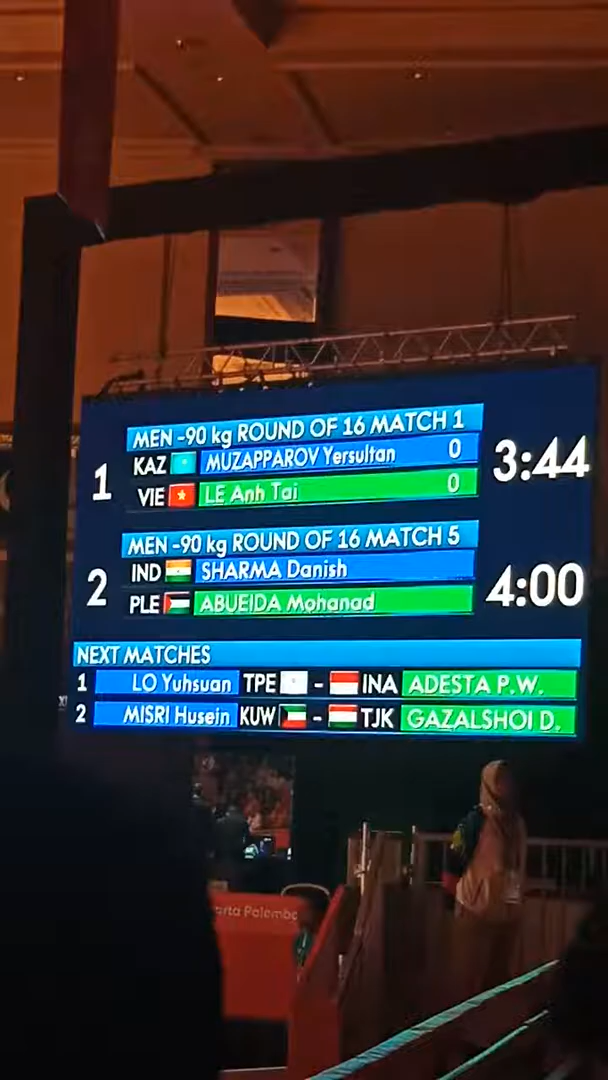 MEN -90 kg ROUND OF 16 MATCH 1
1
KAZ MUZAPPAROV Yersultan 0
3:44
VIE LE Anh Tai 0
MEN -90 kg ROUND OF 16 MATCH 5
2
IND SHARMA Danish
4:00
PLE ABUEIDA Mohanad
NEXT MATCHES
1 LO Yuhsuan TPE - INA ADESTA P.W.
2 MISRI Husein KUW - TJK GAZALSHOI D.
arta Palemba